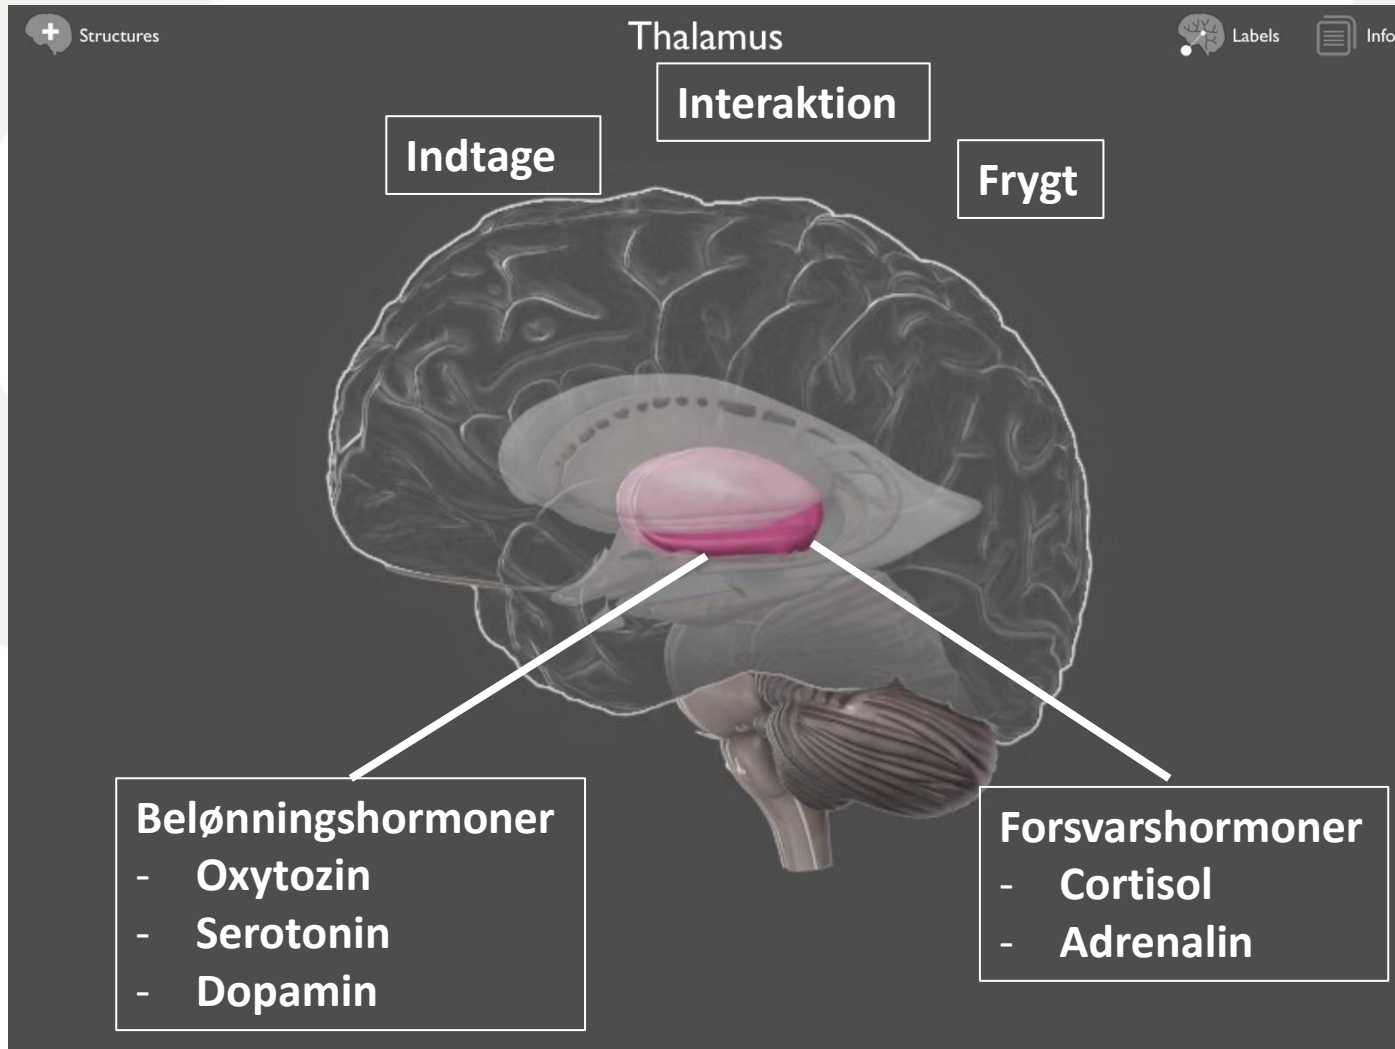 Structures
Thalamus
Labels
Info
Interaktion
Indtage
Frygt
Belønningshormoner
- Oxytozin
- Serotonin
- Dopamin
Forsvarshormoner
- Cortisol
- Adrenalin